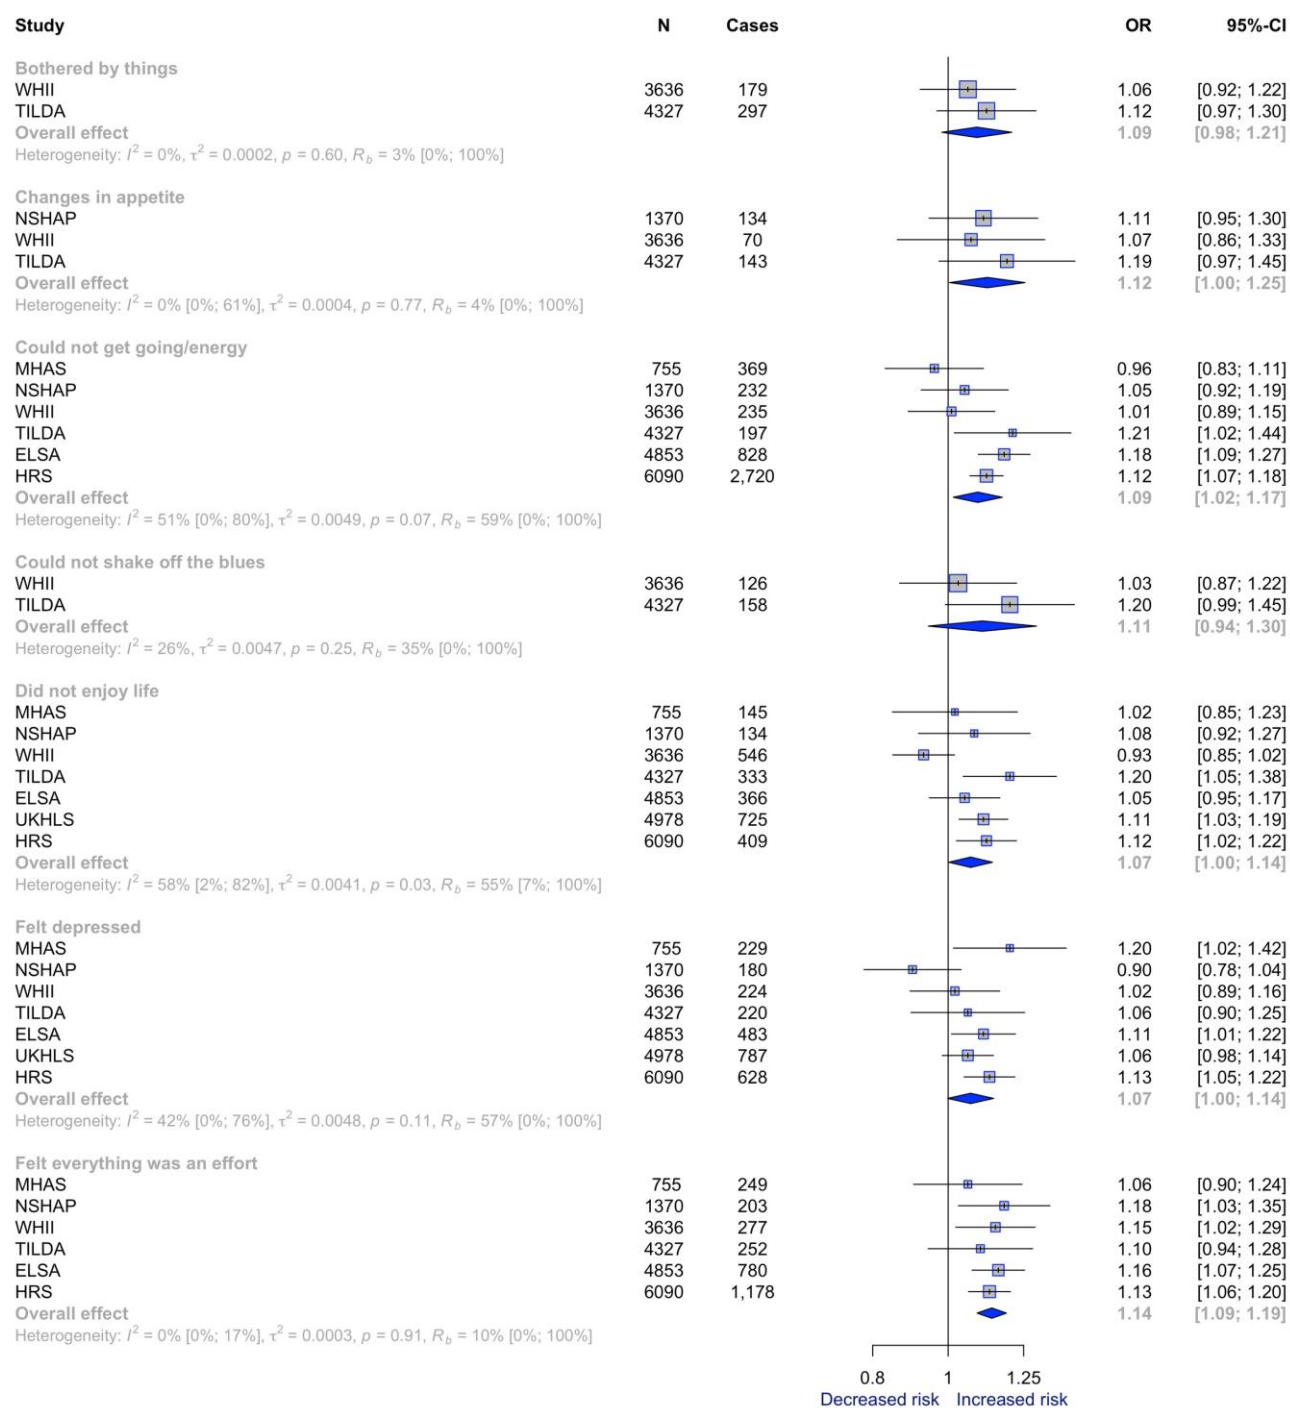 Study N Cases OR 95%-CI
Bothered by things
WHII 3636 179 1.06 [0.92; 1.22]
TILDA 4327 297 1.12 [0.97; 1.30]
Overall effect 1.09 [0.98; 1.21]
Heterogeneity: I² = 0%, τ² = 0.0002, p = 0.60, R_b = 3% [0%; 100%]
Changes in appetite
NSHAP 1370 134 1.11 [0.95; 1.30]
WHII 3636 70 1.07 [0.86; 1.33]
TILDA 4327 143 1.19 [0.97; 1.45]
Overall effect 1.12 [1.00; 1.25]
Heterogeneity: I² = 0% [0%; 61%], τ² = 0.0004, p = 0.77, R_b = 4% [0%; 100%]
Could not get going/energy
MHAS 755 369 0.96 [0.83; 1.11]
NSHAP 1370 232 1.05 [0.92; 1.19]
WHII 3636 235 1.01 [0.89; 1.15]
TILDA 4327 197 1.21 [1.02; 1.44]
ELSA 4853 828 1.18 [1.09; 1.27]
HRS 6090 2,720 1.12 [1.07; 1.18]
Overall effect 1.09 [1.02; 1.17]
Heterogeneity: I² = 51% [0%; 80%], τ² = 0.0049, p = 0.07, R_b = 59% [0%; 100%]
Could not shake off the blues
WHII 3636 126 1.03 [0.87; 1.22]
TILDA 4327 158 1.20 [0.99; 1.45]
Overall effect 1.11 [0.94; 1.30]
Heterogeneity: I² = 26%, τ² = 0.0047, p = 0.25, R_b = 35% [0%; 100%]
Did not enjoy life
MHAS 755 145 1.02 [0.85; 1.23]
NSHAP 1370 134 1.08 [0.92; 1.27]
WHII 3636 546 0.93 [0.85; 1.02]
TILDA 4327 333 1.20 [1.05; 1.38]
ELSA 4853 366 1.05 [0.95; 1.17]
UKHLS 4978 725 1.11 [1.03; 1.19]
HRS 6090 409 1.12 [1.02; 1.22]
Overall effect 1.07 [1.00; 1.14]
Heterogeneity: I² = 58% [2%; 82%], τ² = 0.0041, p = 0.03, R_b = 55% [7%; 100%]
Felt depressed
MHAS 755 229 1.20 [1.02; 1.42]
NSHAP 1370 180 0.90 [0.78; 1.04]
WHII 3636 224 1.02 [0.89; 1.16]
TILDA 4327 220 1.06 [0.90; 1.25]
ELSA 4853 483 1.11 [1.01; 1.22]
UKHLS 4978 787 1.06 [0.98; 1.14]
HRS 6090 628 1.13 [1.05; 1.22]
Overall effect 1.07 [1.00; 1.14]
Heterogeneity: I² = 42% [0%; 76%], τ² = 0.0048, p = 0.11, R_b = 57% [0%; 100%]
Felt everything was an effort
MHAS 755 249 1.06 [0.90; 1.24]
NSHAP 1370 203 1.18 [1.03; 1.35]
WHII 3636 277 1.15 [1.02; 1.29]
TILDA 4327 252 1.10 [0.94; 1.28]
ELSA 4853 780 1.16 [1.07; 1.25]
HRS 6090 1,178 1.13 [1.06; 1.20]
Overall effect 1.14 [1.09; 1.19]
Heterogeneity: I² = 0% [0%; 17%], τ² = 0.0003, p = 0.91, R_b = 10% [0%; 100%]
0.8 1 1.25
Decreased risk Increased risk